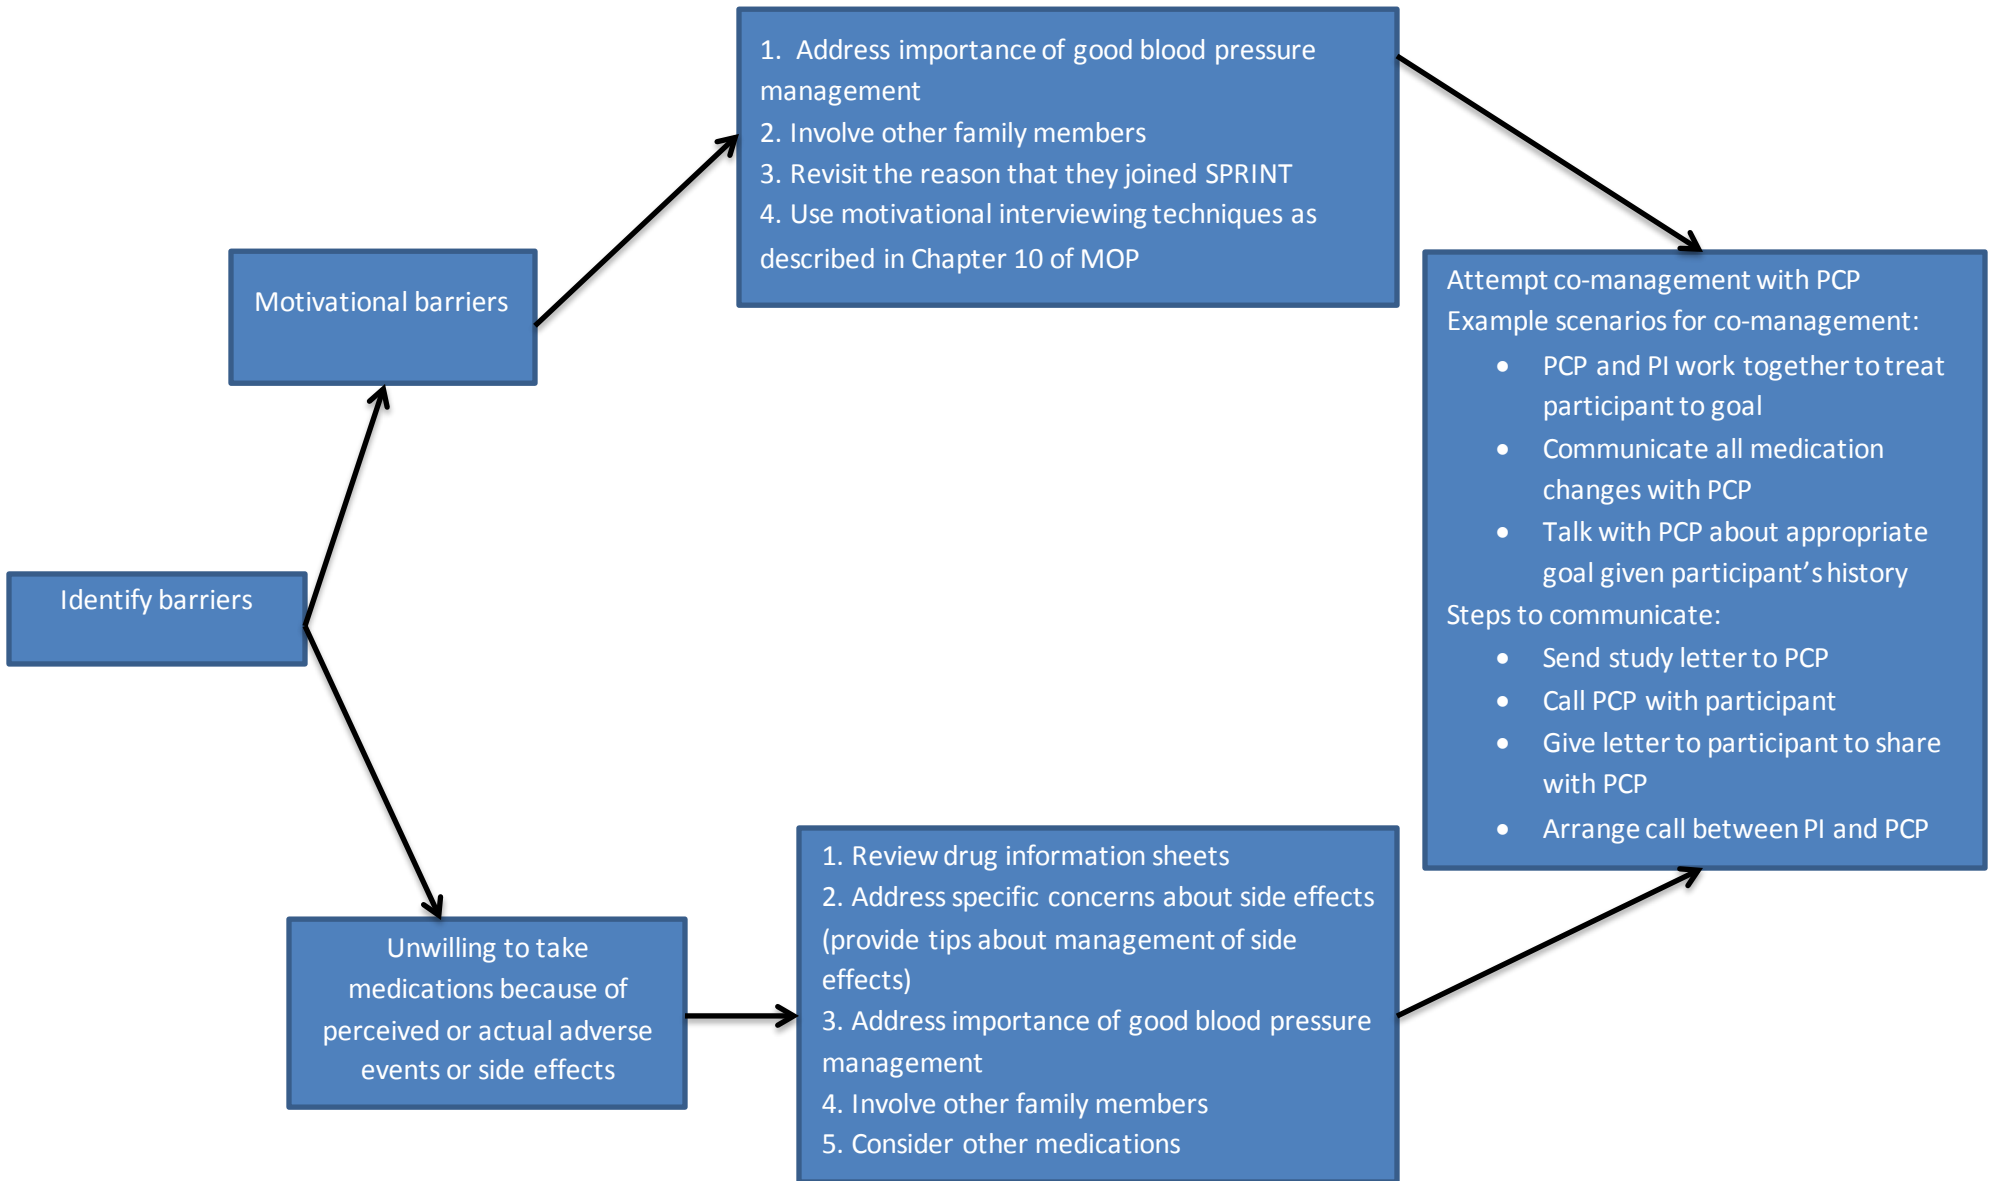 Identify barriers
Motivational barriers
1. Address importance of good blood pressure
management
2. Involve other family members
3. Revisit the reason that they joined SPRINT
4. Use motivational interviewing techniques as
described in Chapter 10 of MOP
Unwilling to take
medications because of
perceived or actual adverse
events or side effects
1. Review drug information sheets
2. Address specific concerns about side effects
(provide tips about management of side
effects)
3. Address importance of good blood pressure
management
4. Involve other family members
5. Consider other medications
Attempt co-management with PCP
Example scenarios for co-management:
• PCP and PI work together to treat
participant to goal
• Communicate all medication
changes with PCP
• Talk with PCP about appropriate
goal given participant’s history
Steps to communicate:
• Send study letter to PCP
• Call PCP with participant
• Give letter to participant to share
with PCP
• Arrange call between PI and PCP